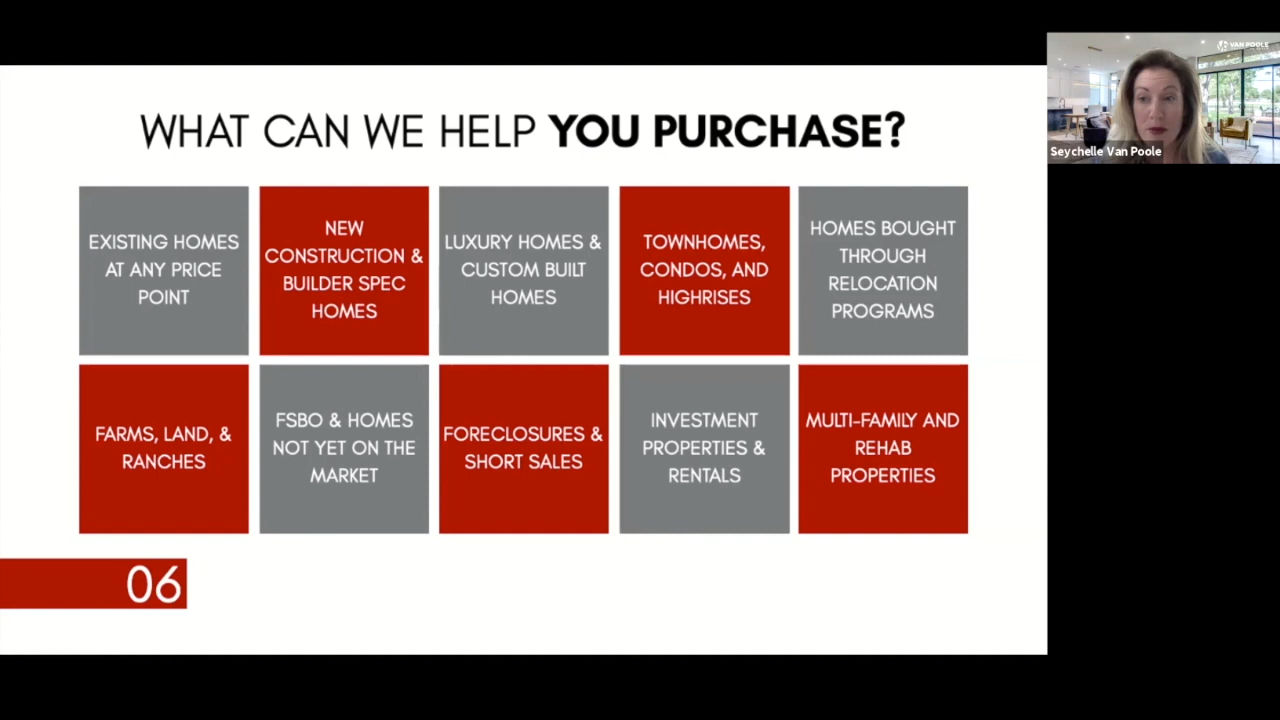 VAN POOLE
Seychelle Van Poole
WHAT CAN WE HELP YOU PURCHASE?
EXISTING HOMES
AT ANY PRICE
POINT
NEW
CONSTRUCTION &
BUILDER SPEC
HOMES
LUXURY HOMES &
CUSTOM BUILT
HOMES
TOWNHOMES,
CONDOS, AND
HIGHRISES
HOMES BOUGHT
THROUGH
RELOCATION
PROGRAMS
FARMS, LAND, &
RANCHES
FSBO & HOMES
NOT YET ON THE
MARKET
FORECLOSURES &
SHORT SALES
INVESTMENT
PROPERTIES &
RENTALS
MULTI-FAMILY AND
REHAB
PROPERTIES
06